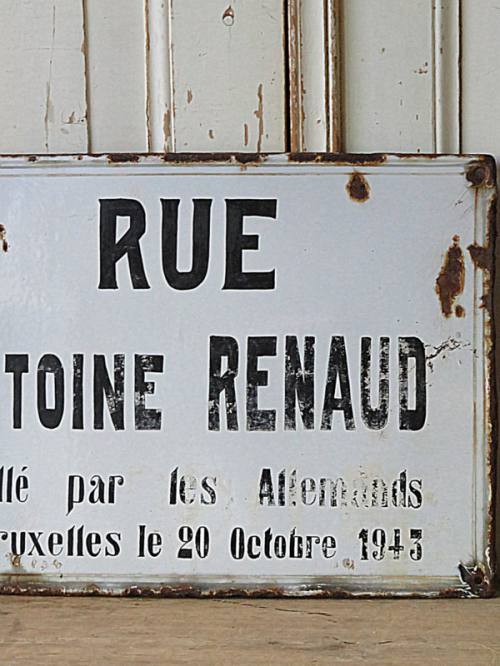 RUE
TOINE RENAUD
llé par les Allemands
ruxelles le 20 Octobre 1943